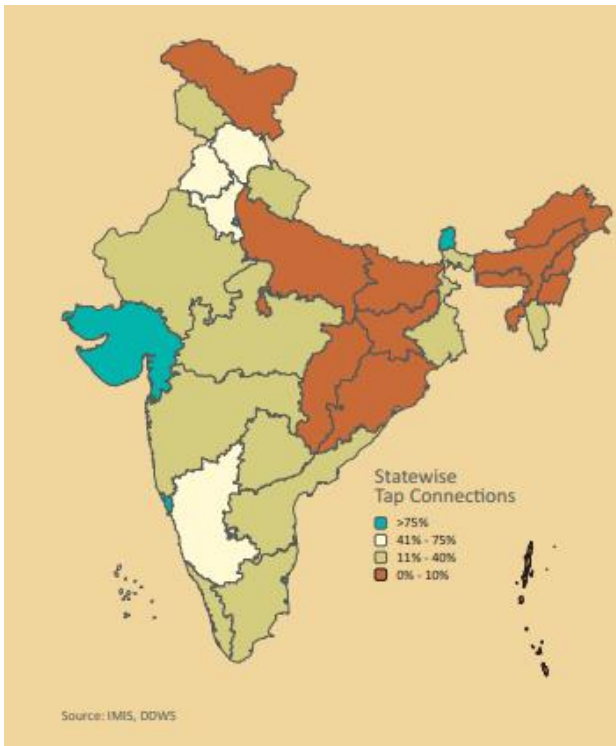 Statewise
Tap Connections
>75%
41% - 75%
11% - 40%
0% - 10%
Source: IMIS, DDWS